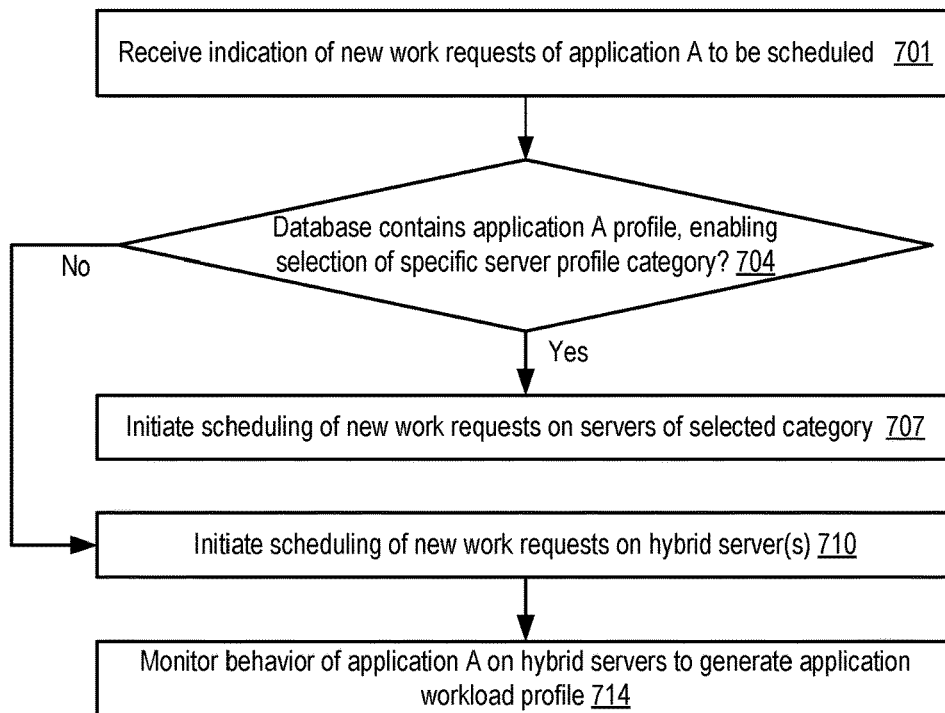 Receive indication of new work requests of application A to be scheduled 701
Database contains application A profile, enabling
selection of specific server profile category? 704
No
Yes
Initiate scheduling of new work requests on servers of selected category 707
Initiate scheduling of new work requests on hybrid server(s) 710
Monitor behavior of application A on hybrid servers to generate application
workload profile 714